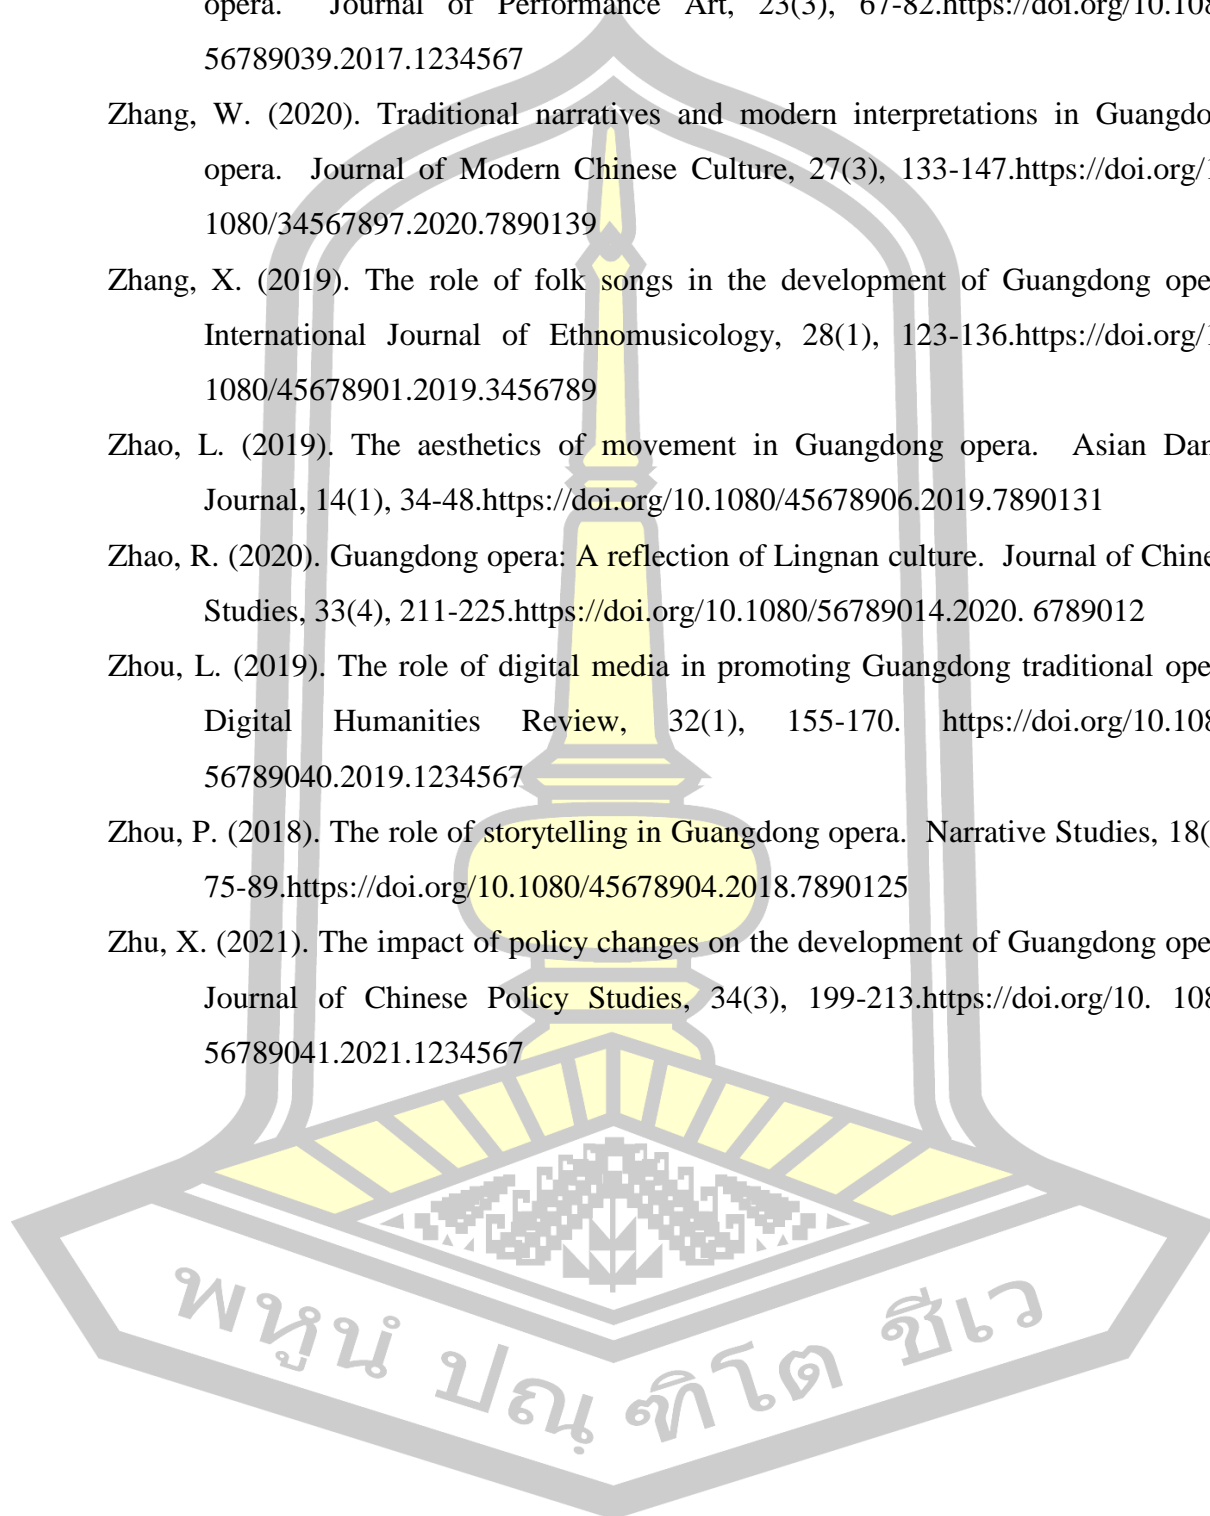 opera. Journal of Performance Art, 23(3), 67-82.https://doi.org/10.108
56789039.2017.1234567
Zhang, W. (2020). Traditional narratives and modern interpretations in Guangdo
opera. Journal of Modern Chinese Culture, 27(3), 133-147.https://doi.org/1
1080/34567897.2020.7890139
Zhang, X. (2019). The role of folk songs in the development of Guangdong ope
International Journal of Ethnomusicology, 28(1), 123-136.https://doi.org/1
1080/45678901.2019.3456789
Zhao, L. (2019). The aesthetics of movement in Guangdong opera. Asian Dan
Journal, 14(1), 34-48.https://doi.org/10.1080/45678906.2019.7890131
Zhao, R. (2020). Guangdong opera: A reflection of Lingnan culture. Journal of Chine
Studies, 33(4), 211-225.https://doi.org/10.1080/56789014.2020. 6789012
Zhou, L. (2019). The role of digital media in promoting Guangdong traditional ope
Digital Humanities Review, 32(1), 155-170. https://doi.org/10.108
56789040.2019.1234567
Zhou, P. (2018). The role of storytelling in Guangdong opera. Narrative Studies, 18(
75-89.https://doi.org/10.1080/45678904.2018.7890125
Zhu, X. (2021). The impact of policy changes on the development of Guangdong ope
Journal of Chinese Policy Studies, 34(3), 199-213.https://doi.org/10. 108
56789041.2021.1234567
พหูนํ ปณฺฑิโต ชีเว